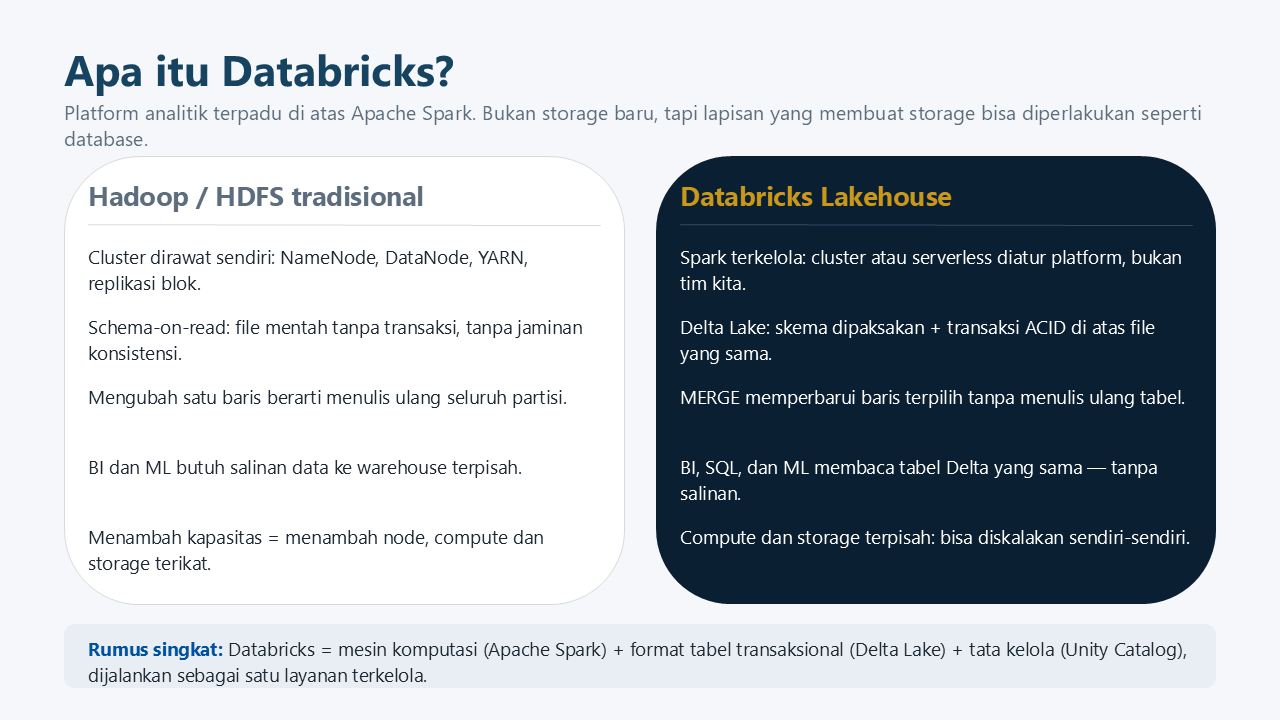 Apa itu Databricks?
Platform analitik terpadu di atas Apache Spark. Bukan storage baru, tapi lapisan yang membuat storage bisa diperlakukan seperti
database.
Hadoop / HDFS tradisional
Cluster dirawat sendiri: NameNode, DataNode, YARN,
replikasi blok.
Schema-on-read: file mentah tanpa transaksi, tanpa jaminan
konsistensi.
Mengubah satu baris berarti menulis ulang seluruh partisi.
BI dan ML butuh salinan data ke warehouse terpisah.
Menambah kapasitas = menambah node, compute dan
storage terikat.
Databricks Lakehouse
Spark terkelola: cluster atau serverless diatur platform, bukan
tim kita.
Delta Lake: skema dipaksakan + transaksi ACID di atas file
yang sama.
MERGE memperbarui baris terpilih tanpa menulis ulang tabel.
BI, SQL, dan ML membaca tabel Delta yang sama — tanpa
salinan.
Compute dan storage terpisah: bisa diskalakan sendiri-sendiri.
Rumus singkat: Databricks = mesin komputasi (Apache Spark) + format tabel transaksional (Delta Lake) + tata kelola (Unity Catalog),
dijalankan sebagai satu layanan terkelola.